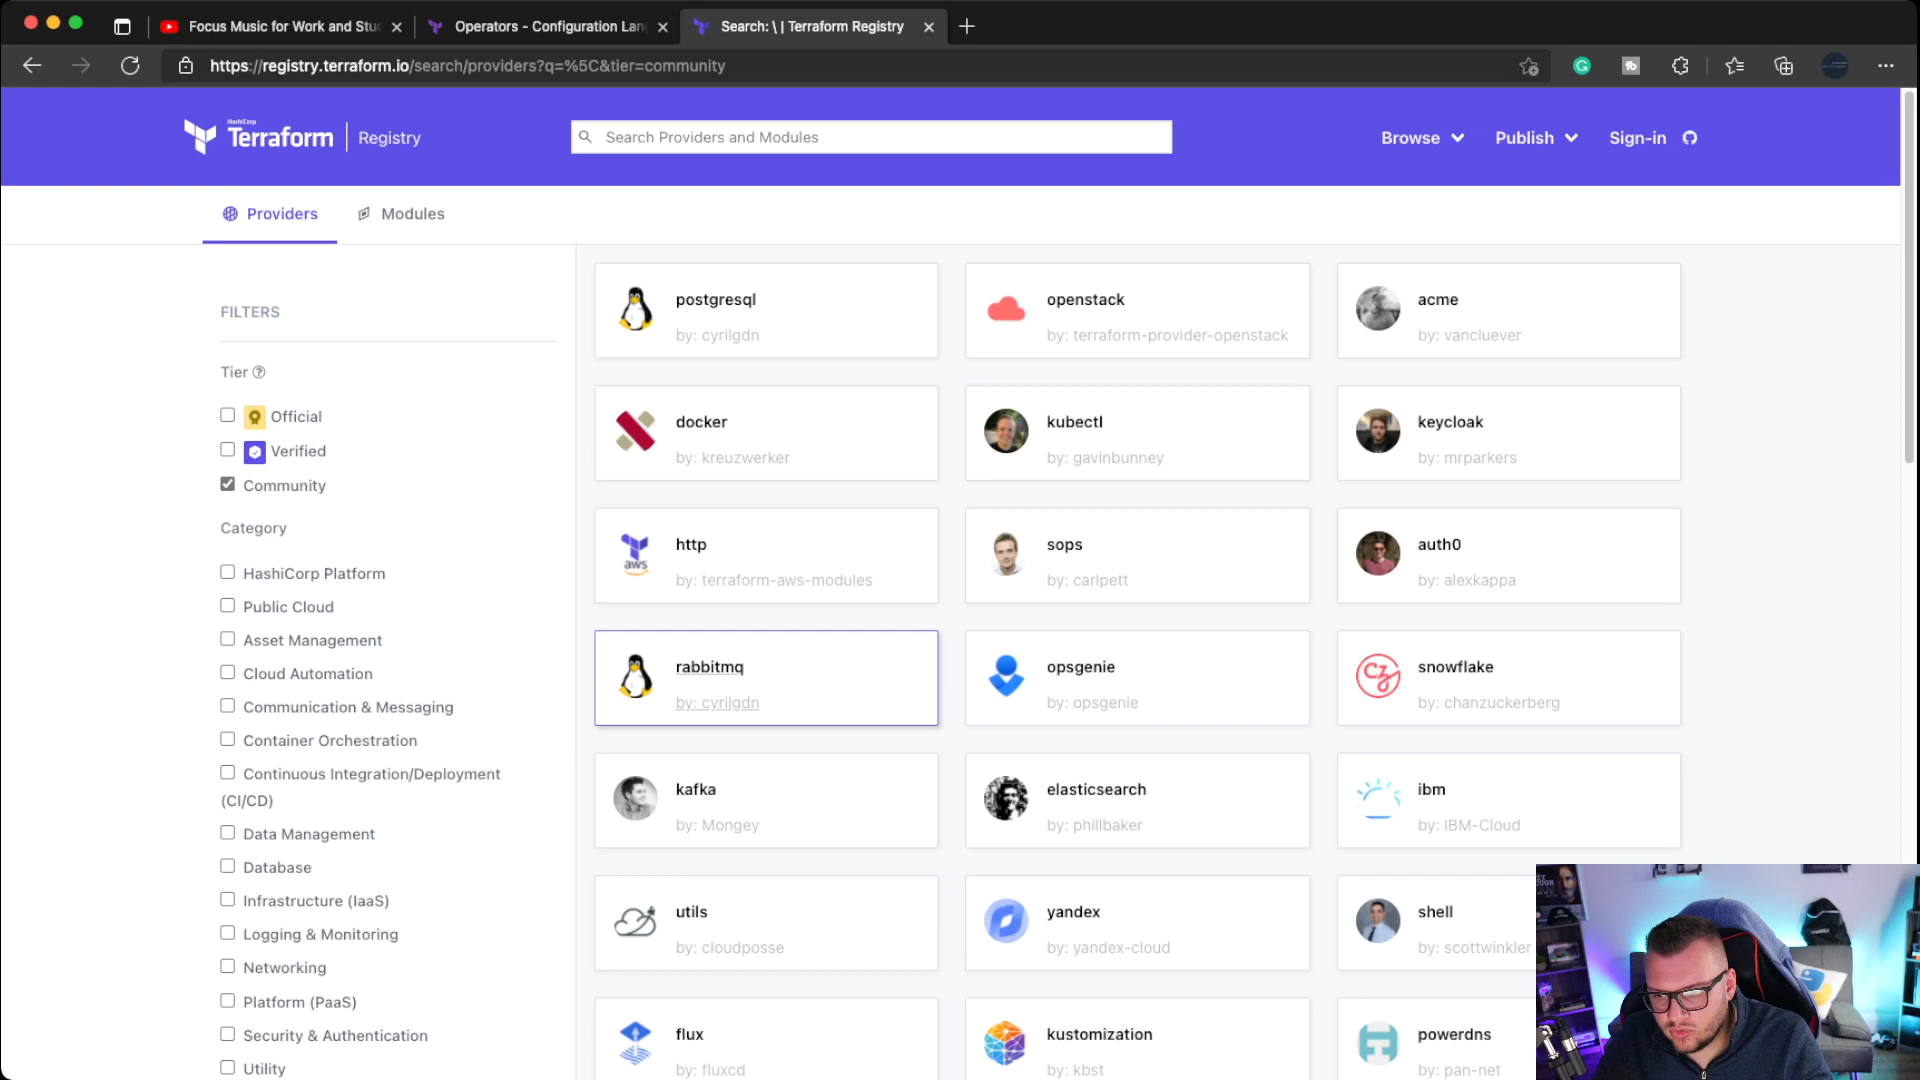 Focus Music for Work and Stu
Operators - Configuration Lan
Search: \ | Terraform Registry
https://registry.terraform.io/search/providers?q=%5C&tier=community
HashiCorp
Terraform
Registry
Search Providers and Modules
Browse
Publish
Sign-in
Providers
Modules
FILTERS
Tier
Official
Verified
Community
Category
HashiCorp Platform
Public Cloud
Asset Management
Cloud Automation
Communication & Messaging
Container Orchestration
Continuous Integration/Deployment
(CI/CD)
Data Management
Database
Infrastructure (IaaS)
Logging & Monitoring
Networking
Platform (PaaS)
Security & Authentication
Utility
postgresql
by: cyrilgdn
openstack
by: terraform-provider-openstack
acme
by: vancluever
docker
by: kreuzwerker
kubectl
by: gavinbunney
keycloak
by: mrparkers
aws
http
by: terraform-aws-modules
sops
by: carlpett
auth0
by: alexkappa
rabbitmq
by: cyrilgdn
opsgenie
by: opsgenie
CZ
snowflake
by: chanzuckerberg
kafka
by: Mongey
elasticsearch
by: phillbaker
ibm
by: IBM-Cloud
utils
by: cloudposse
yandex
by: yandex-cloud
shell
by: scottwinkler
flux
by: fluxcd
kustomization
by: kbst
powerdns
by: pan-net